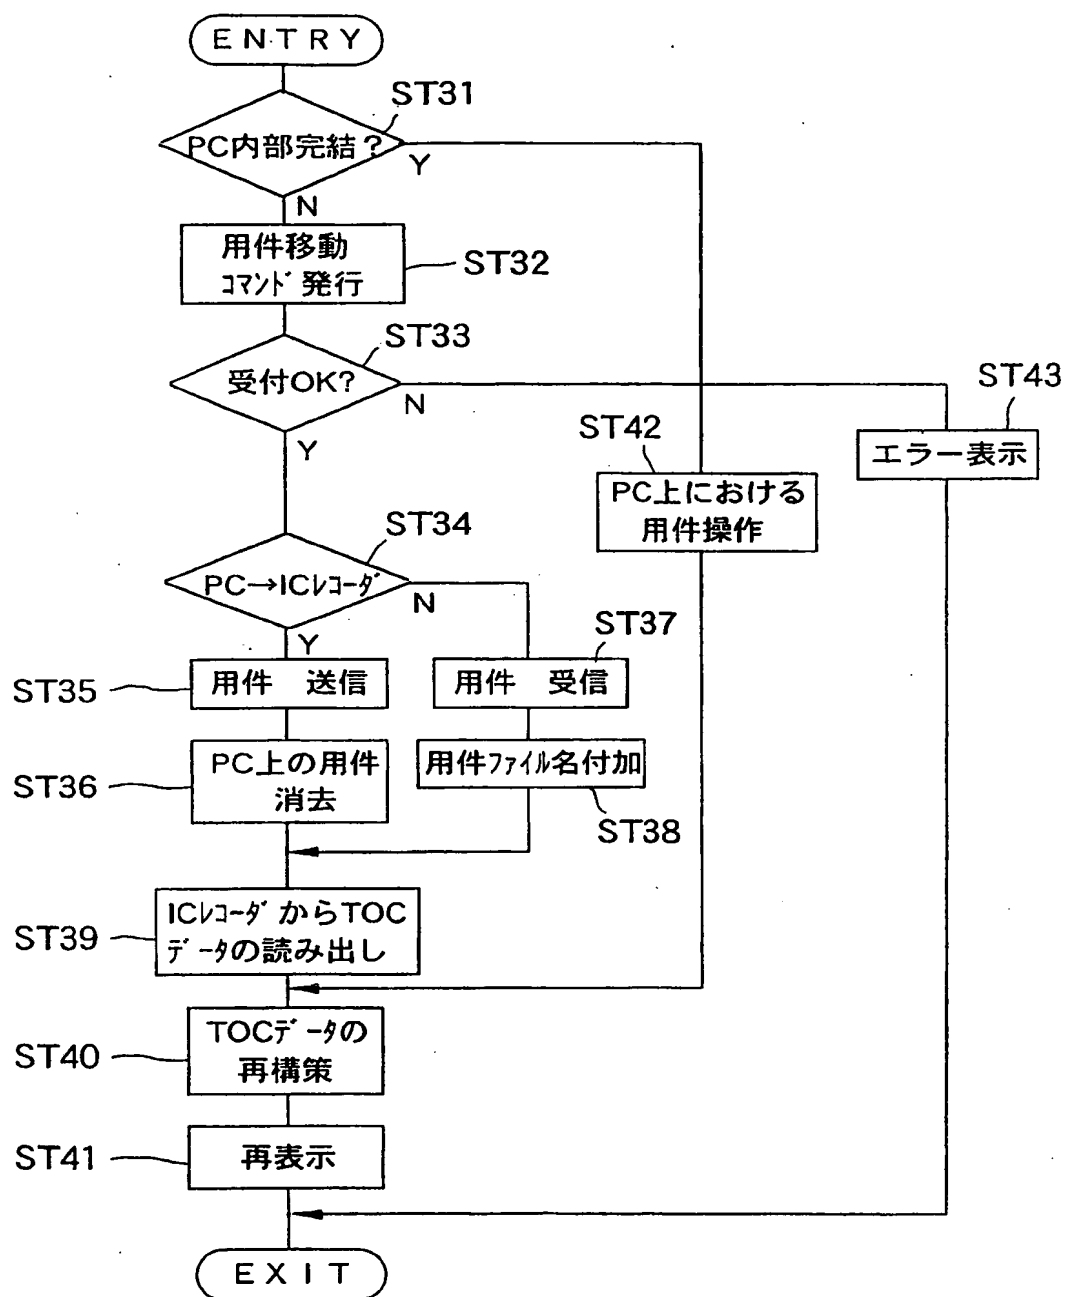 ENTRY
ST31
PC内部完結？
Y
N
用件移動
ｺﾏﾝﾄﾞ発行
ST32
ST33
受付OK?
N
Y
ST43
エラー表示
ST42
PC上における
用件操作
ST34
PC→ICﾚｺｰﾀﾞ
N
Y
ST37
ST35
用件　送信
用件　受信
ST36
PC上の用件
消去
用件ﾌｧｲﾙ名付加
ST38
ST39
ICﾚｺｰﾀﾞからTOC
ﾃﾞｰﾀの読み出し
ST40
TOCﾃﾞｰﾀの
再構策
ST41
再表示
EXIT